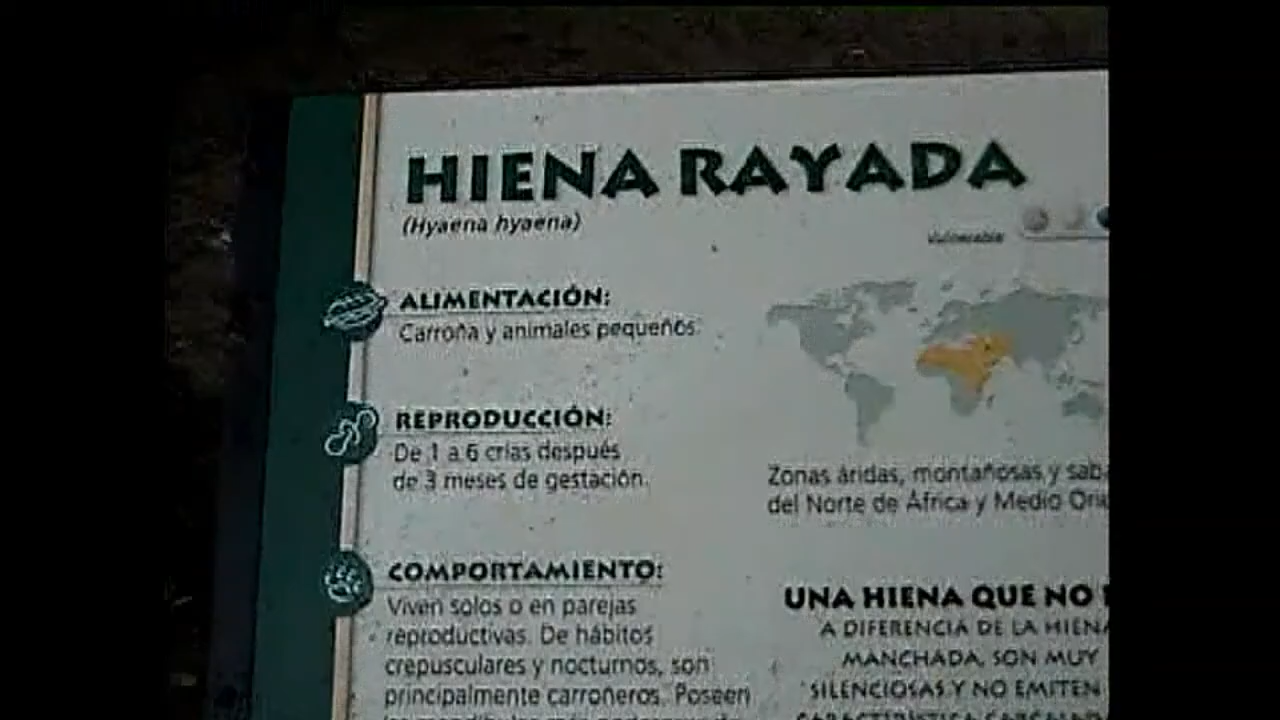 HIENA RAYADA
(Hyaena hyaena)
Vulnerable
ALIMENTACIÓN:
Carroña y animales pequeños.
REPRODUCCIÓN:
De 1 a 6 crías después
de 3 meses de gestación.
COMPORTAMIENTO:
Viven solos o en parejas
reproductivas. De hábitos
crepusculares y nocturnos, son
principalmente carroñeros. Poseen
Zonas áridas, montañosas y
del Norte de África y Medio
UNA HIENA QUE NO
A DIFERENCIA DE LA HIENA
MANCHADA, SON MUY
SILENCIOSAS Y NO EMITEN